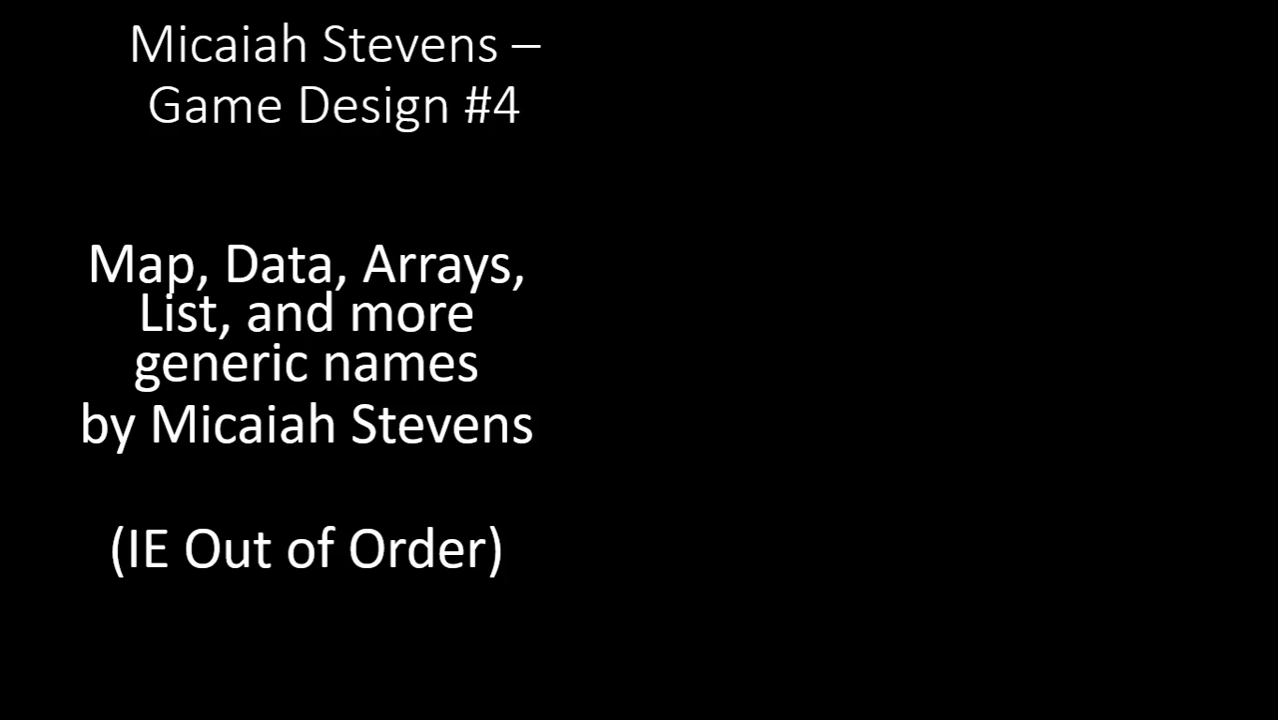 Micaiah Stevens –
Game Design #4
Map, Data, Arrays,
List, and more
generic names
by Micaiah Stevens
(IE Out of Order)